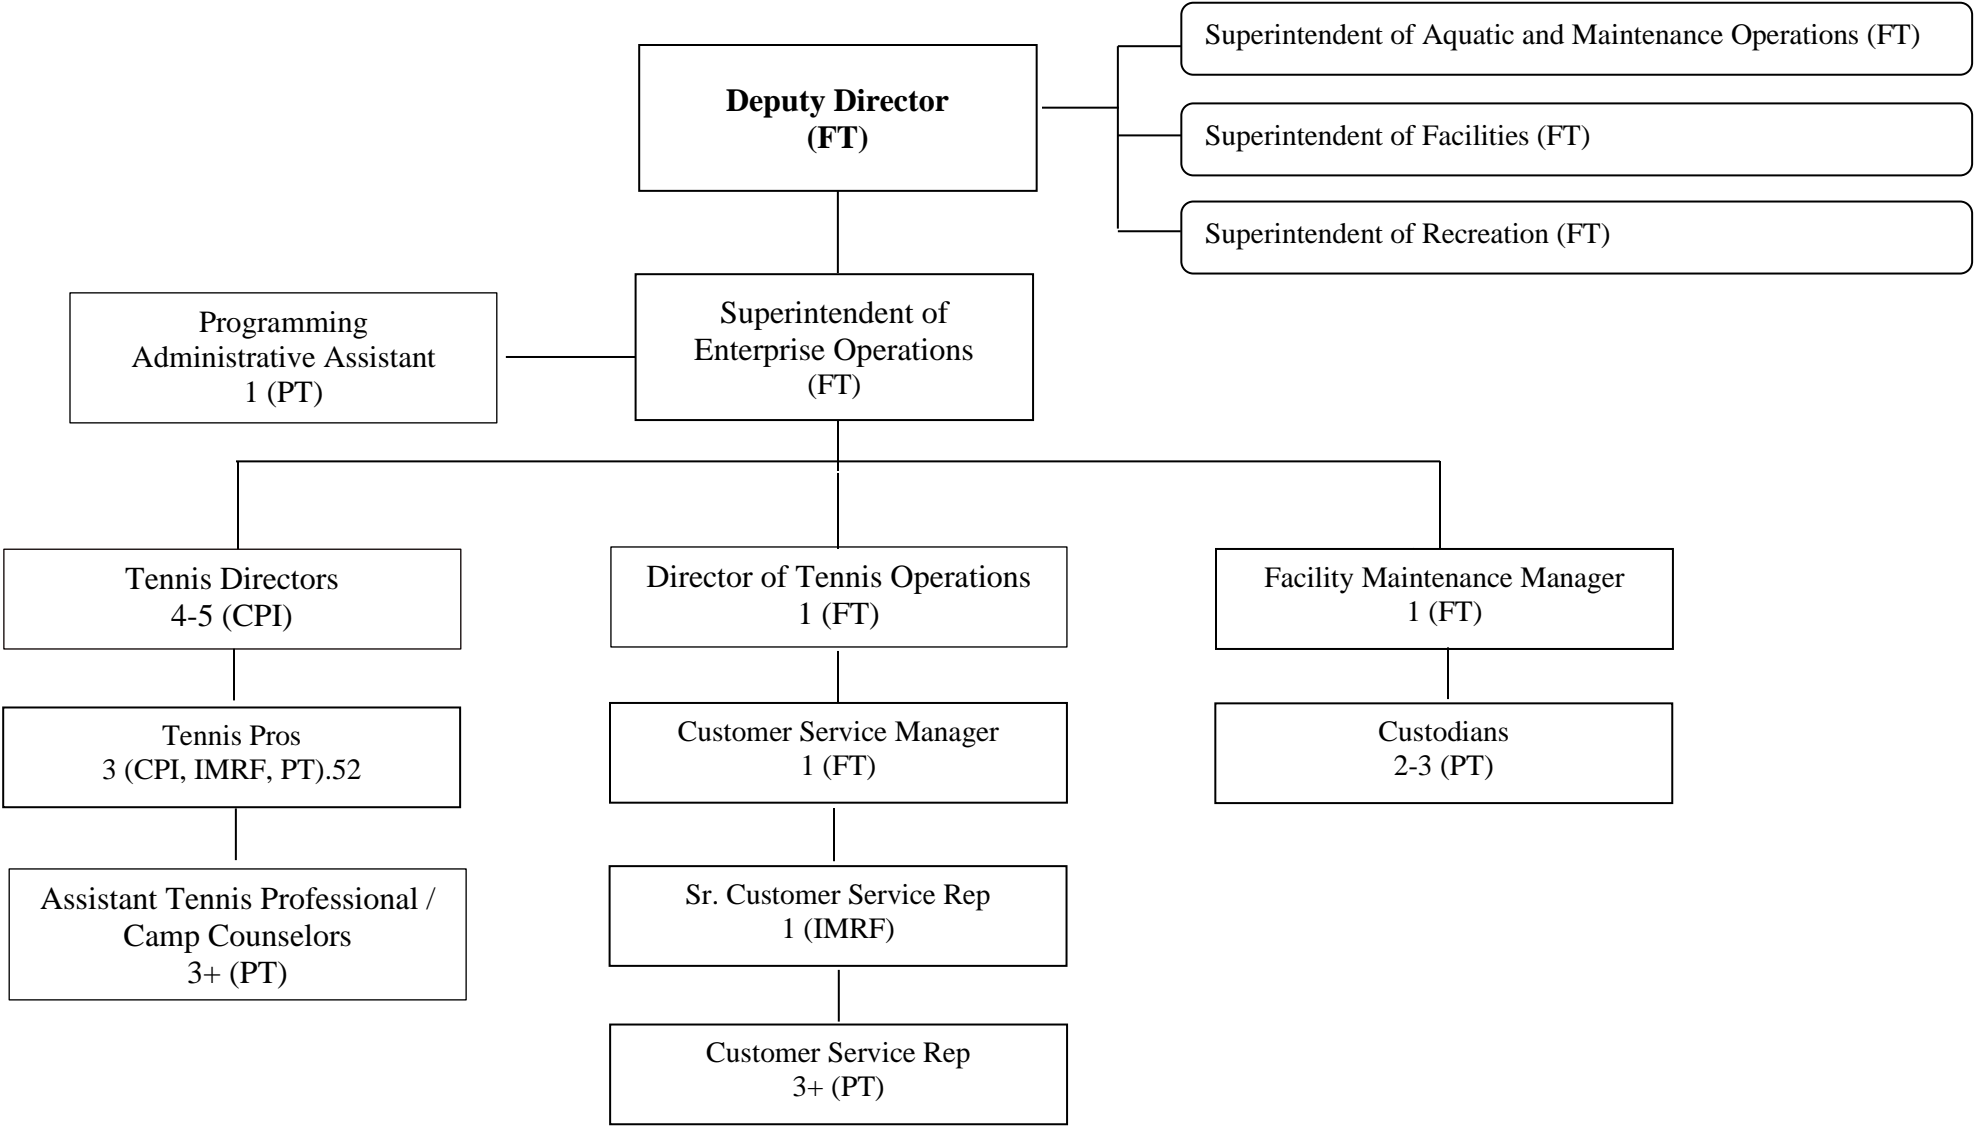 Superintendent of Aquatic and Maintenance Operations (FT)
Deputy Director
(FT)
Superintendent of Facilities (FT)
Superintendent of Recreation (FT)
Programming
Administrative Assistant
1 (PT)
Superintendent of
Enterprise Operations
(FT)
Tennis Directors
4-5 (CPI)
Director of Tennis Operations
1 (FT)
Facility Maintenance Manager
1 (FT)
Tennis Pros
3 (CPI, IMRF, PT).52
Customer Service Manager
1 (FT)
Custodians
2-3 (PT)
Assistant Tennis Professional /
Camp Counselors
3+ (PT)
Sr. Customer Service Rep
1 (IMRF)
Customer Service Rep
3+ (PT)